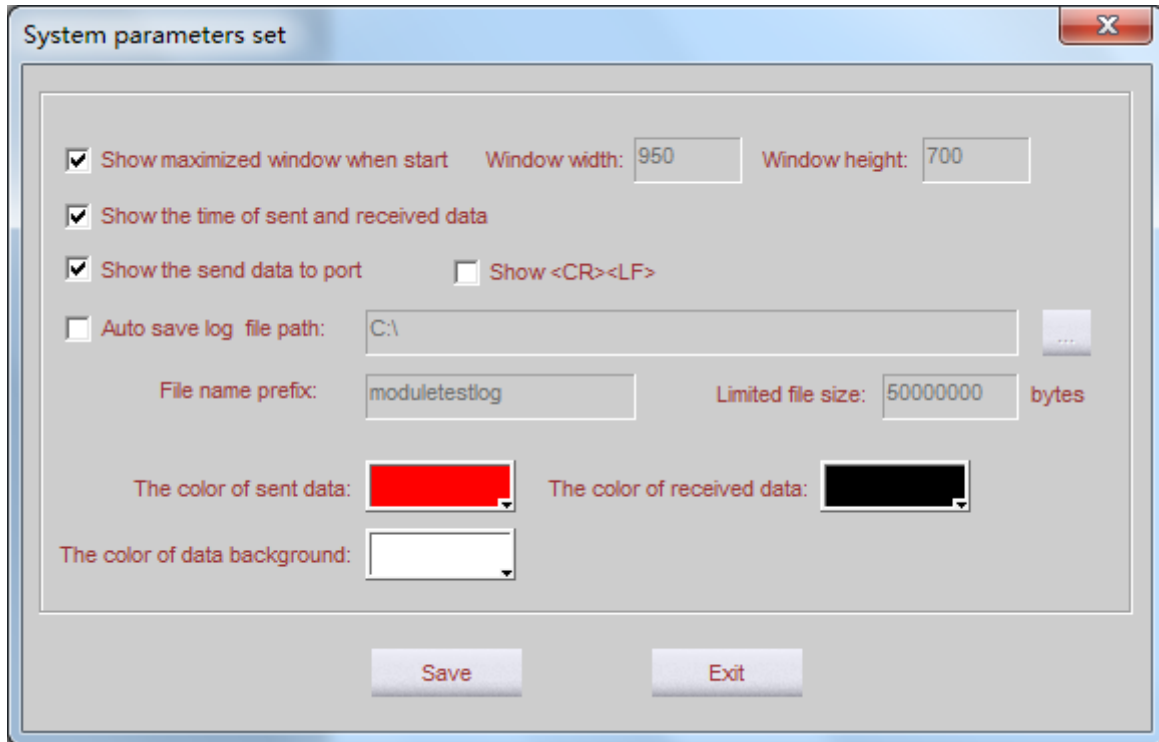 System parameters set
Show maximized window when start Window width: 950 Window height: 700
Show the time of sent and received data
Show the send data to port Show <CR><LF>
Auto save log file path: C:\ ...
File name prefix: moduletestlog Limited file size: 50000000 bytes
The color of sent data: The color of received data:
The color of data background:
Save Exit